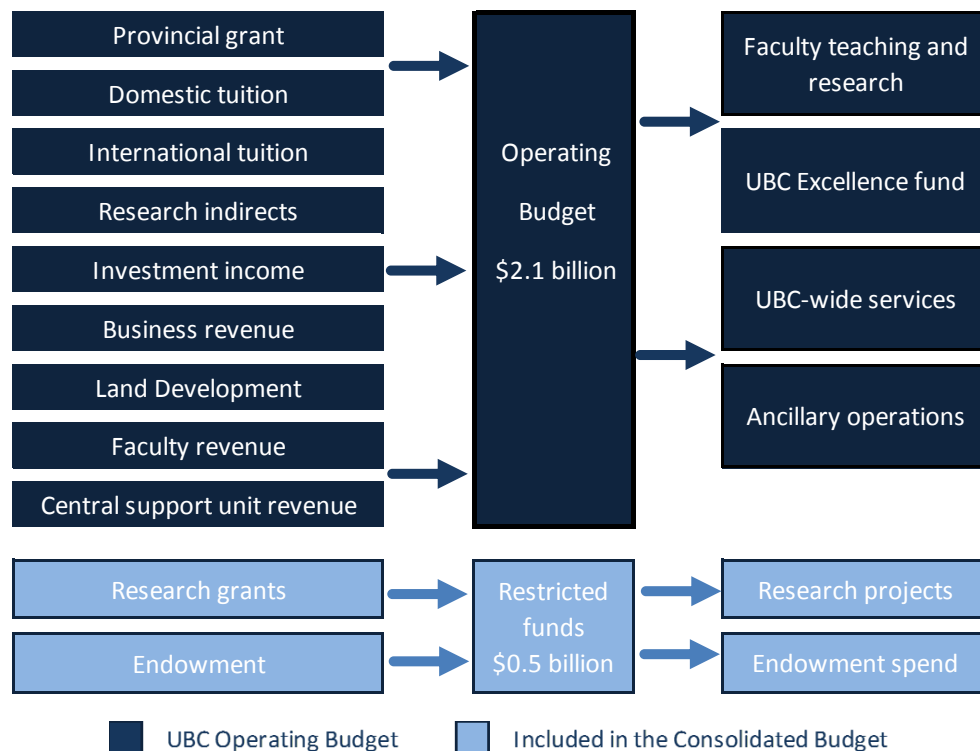 Provincial grant
Domestic tuition
International tuition
Research indirects
Investment income
Business revenue
Land Development
Faculty revenue
Central support unit revenue
Operating
Budget
$2.1 billion
Faculty teaching and
research
UBC Excellence fund
UBC-wide services
Ancillary operations
Research grants
Endowment
Restricted
funds
$0.5 billion
Research projects
Endowment spend
UBC Operating Budget
Included in the Consolidated Budget